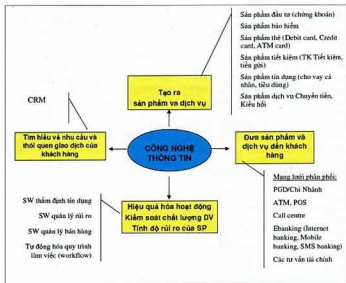 Sản phẩm đầu tư (chứng khoán)
Sản phẩm bảo hiểm
Sản phẩm thẻ (Debit card, Credit
card, ATM card)
Sản phẩm tiết kiệm (TK Tiết kiệm,
tiền gửi)
Sản phẩm tín dụng (cho vay cá
nhân, tiêu dùng)
Sản phẩm dịch vụ Chuyển tiền,
Kiều hối
Tạo ra
sản phẩm và dịch vụ
CRM
Tìm hiểu về nhu cầu và
thói quen giao dịch của
khách hàng
CÔNG NGHỆ
THÔNG TIN
Đưa sản phẩm và
dịch vụ đến khách
hàng
Mạng lưới phân phối:
PGD/Chi Nhánh
ATM, POS
Call centre
Ebanking (Internet
banking, Mobile
banking, SMS banking)
Các tư vấn tài chính
Hiệu quả hóa hoạt động
Kiểm soát chất lượng DV
Tính độ rủi ro của SP
SW thẩm định tín dụng
SW quản lý rủi ro
SW quản lý bán hàng
Tự động hóa quy trình
làm việc (workflow)